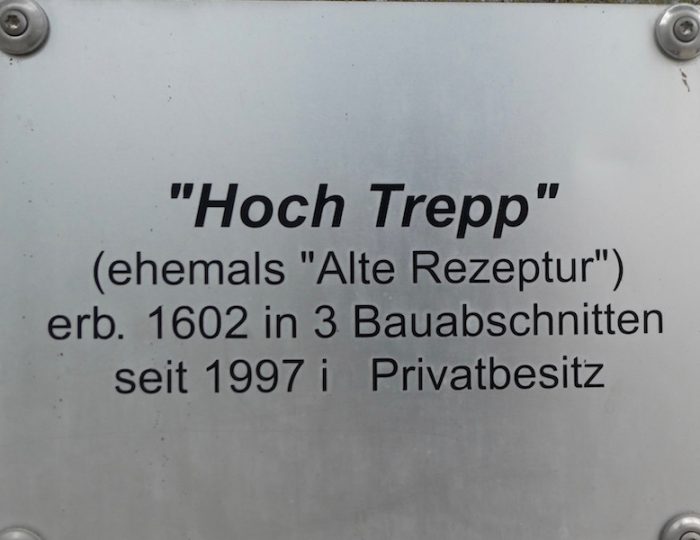 "Hoch Trepp"
(ehemals "Alte Rezeptur")
erb. 1602 in 3 Bauabschnitten
seit 1997 i Privatbesitz